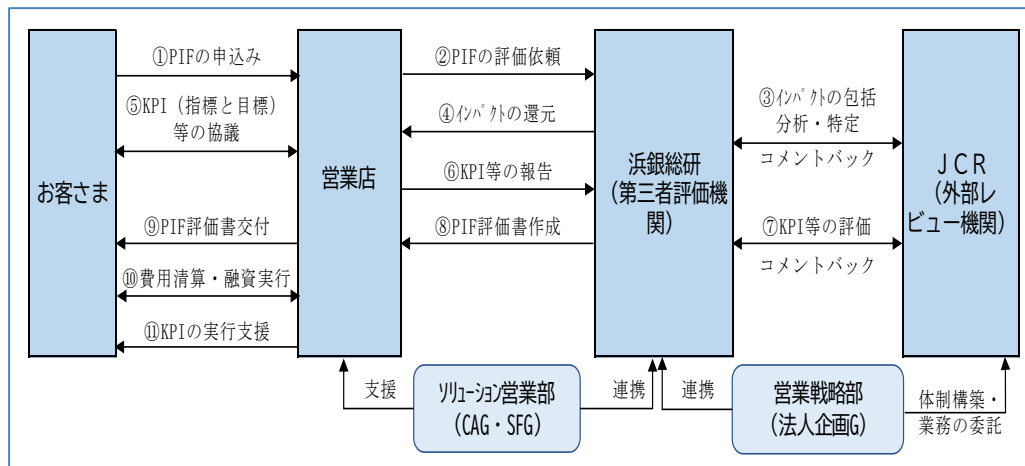 ①PIFの申込み
⑤KPI（指標と目標）
等の協議
⑨PIF評価書交付
⑩費用清算・融資実行
⑪KPIの実行支援
お客さま
営業店
②PIFの評価依頼
④ｲﾝﾊﾟｸﾄの還元
⑥KPI等の報告
⑧PIF評価書作成
浜銀総研
（第三者評価機
関）
③ｲﾝﾊﾟｸﾄの包括
分析・特定
コメントバック
⑦KPI等の評価
コメントバック
ＪＣＲ
（外部レ
ビュー機関）
支援
ｿﾘｭｰｼｮﾝ営業部
（CAG・SFG）
連携
連携
営業戦略部
（法人企画G）
体制構築・
業務の委託